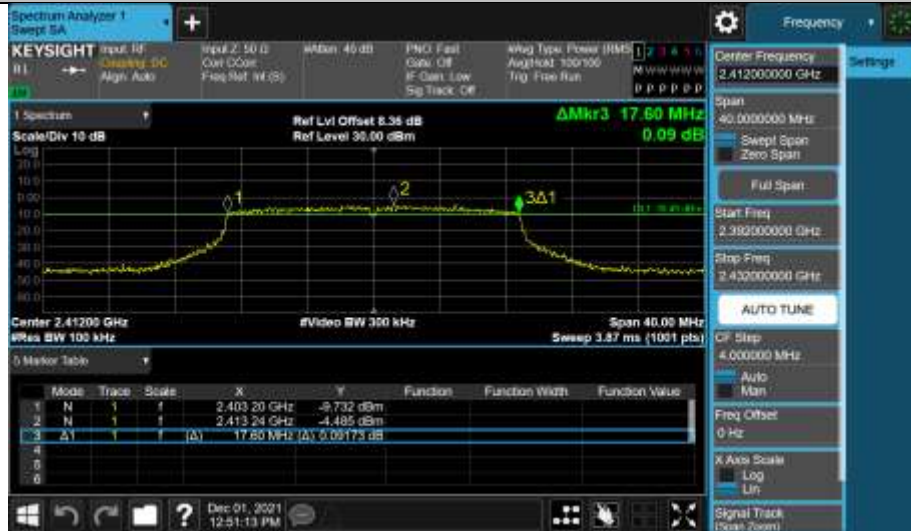 Spectrum Analyzer 1
Swept SA
Frequency
KEYSIGHT Input: RF
RL
Coupling: DC
Align: Auto
Input Z: 50 Ω
Corr CCorr
Freq Ref: Int (S)
#Atten: 46 dB
PNO: Fast
Gate: Off
IF Gain: Low
Sig Track: Off
#Avg Type: Power (RMS)
Avg|Hold: 100/100
Trig: Free Run
1 2 3 4 5 6
M W W W W W
P P P P P P
Settings
1 Spectrum
Scale/Div 10 dB
Log
Ref Lvl Offset 8.36 dB
Ref Level 30.00 dBm
ΔMkr3 17.60 MHz
0.09 dB
20.0
10.0
0.00
1
2
3Δ1
Center 2.41200 GHz
#Res BW 100 kHz
#Video BW 300 kHz
Span 40.00 MHz
Sweep 3.87 ms (1001 pts)
5 Marker Table
Mode Trace Scale X Y Function Function Width Function Value
1 N 1 f 2.403 20 GHz -9.732 dBm
2 N 1 f 2.413 24 GHz -4.485 dBm
3 Δ1 1 f (Δ) 17.60 MHz (Δ) 0.09173 dB
4
5
6
Center Frequency
2.412000000 GHz
Span
40.0000000 MHz
Swept Span
Zero Span
Full Span
Start Freq
2.392000000 GHz
Stop Freq
2.432000000 GHz
AUTO TUNE
CF Step
4.000000 MHz
Auto
Man
Freq Offset
0 Hz
X Axis Scale
Log
Lin
Signal Track
(Span Zoom)
Dec 01, 2021
12:51:13 PM